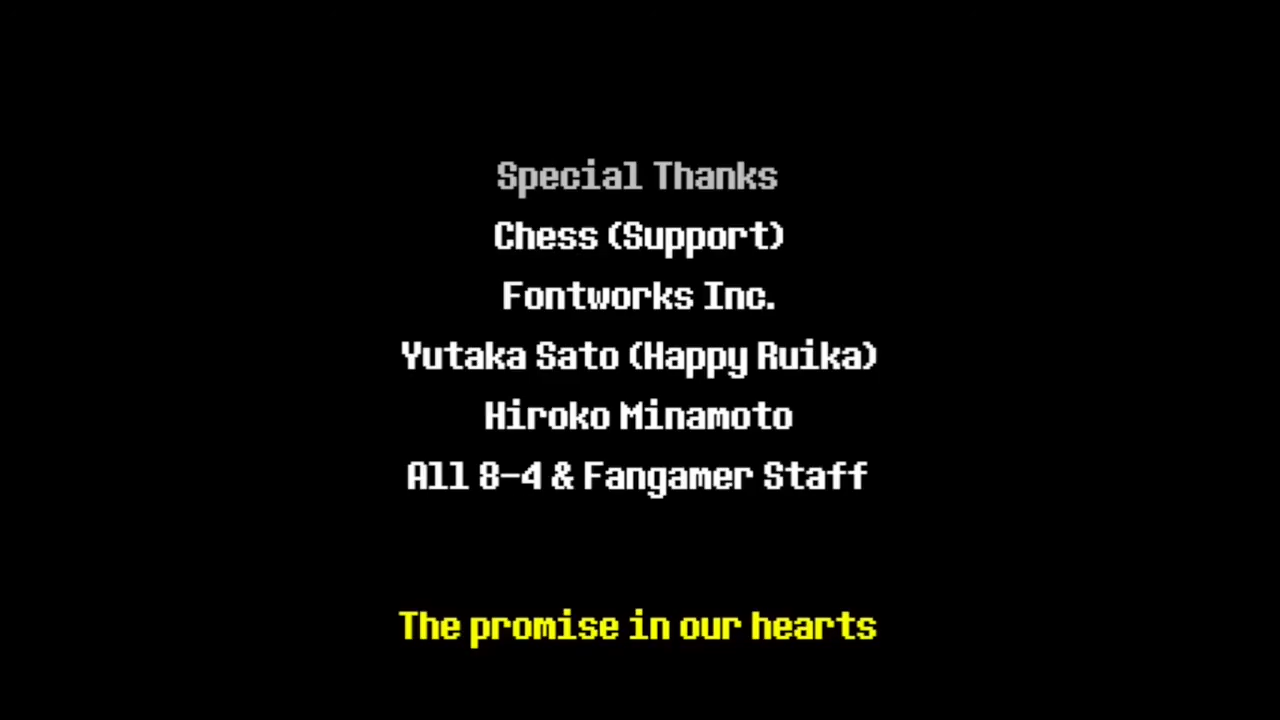 Special Thanks
Chess (Support)
Fontworks Inc.
Yutaka Sato (Happy Ruika)
Hiroko Minamoto
All 8-4 & Fangamer Staff
The promise in our hearts